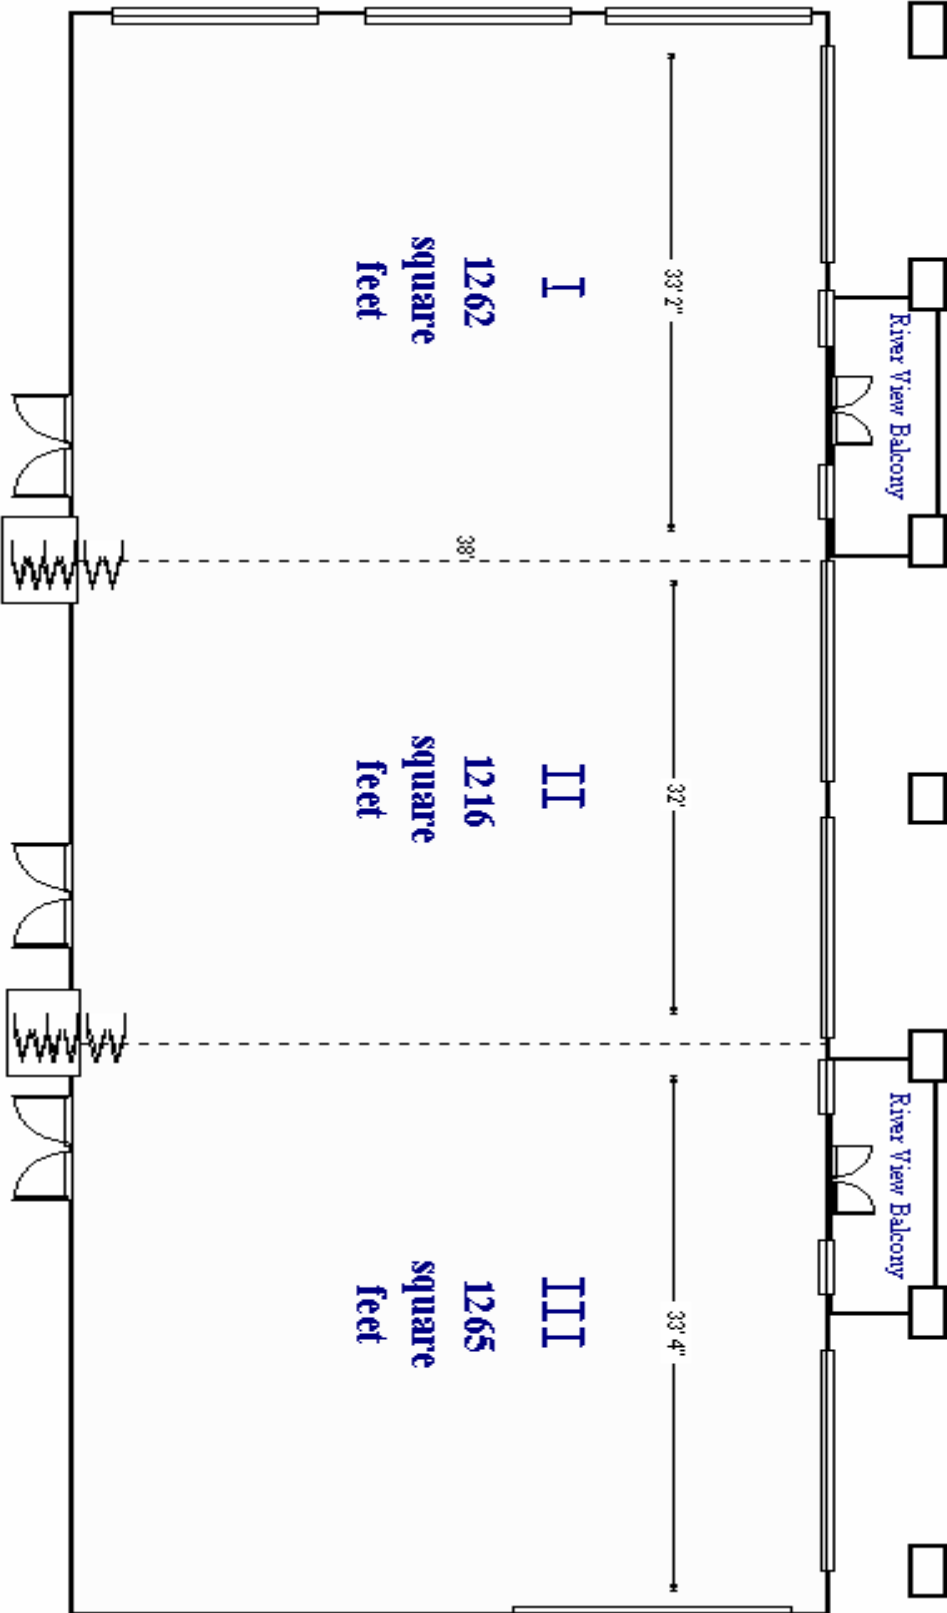 River View Balcony
River View Balcony
33' 2"
32'
33' 4"
I
1262
square
feet
II
1216
square
feet
III
1265
square
feet
38'